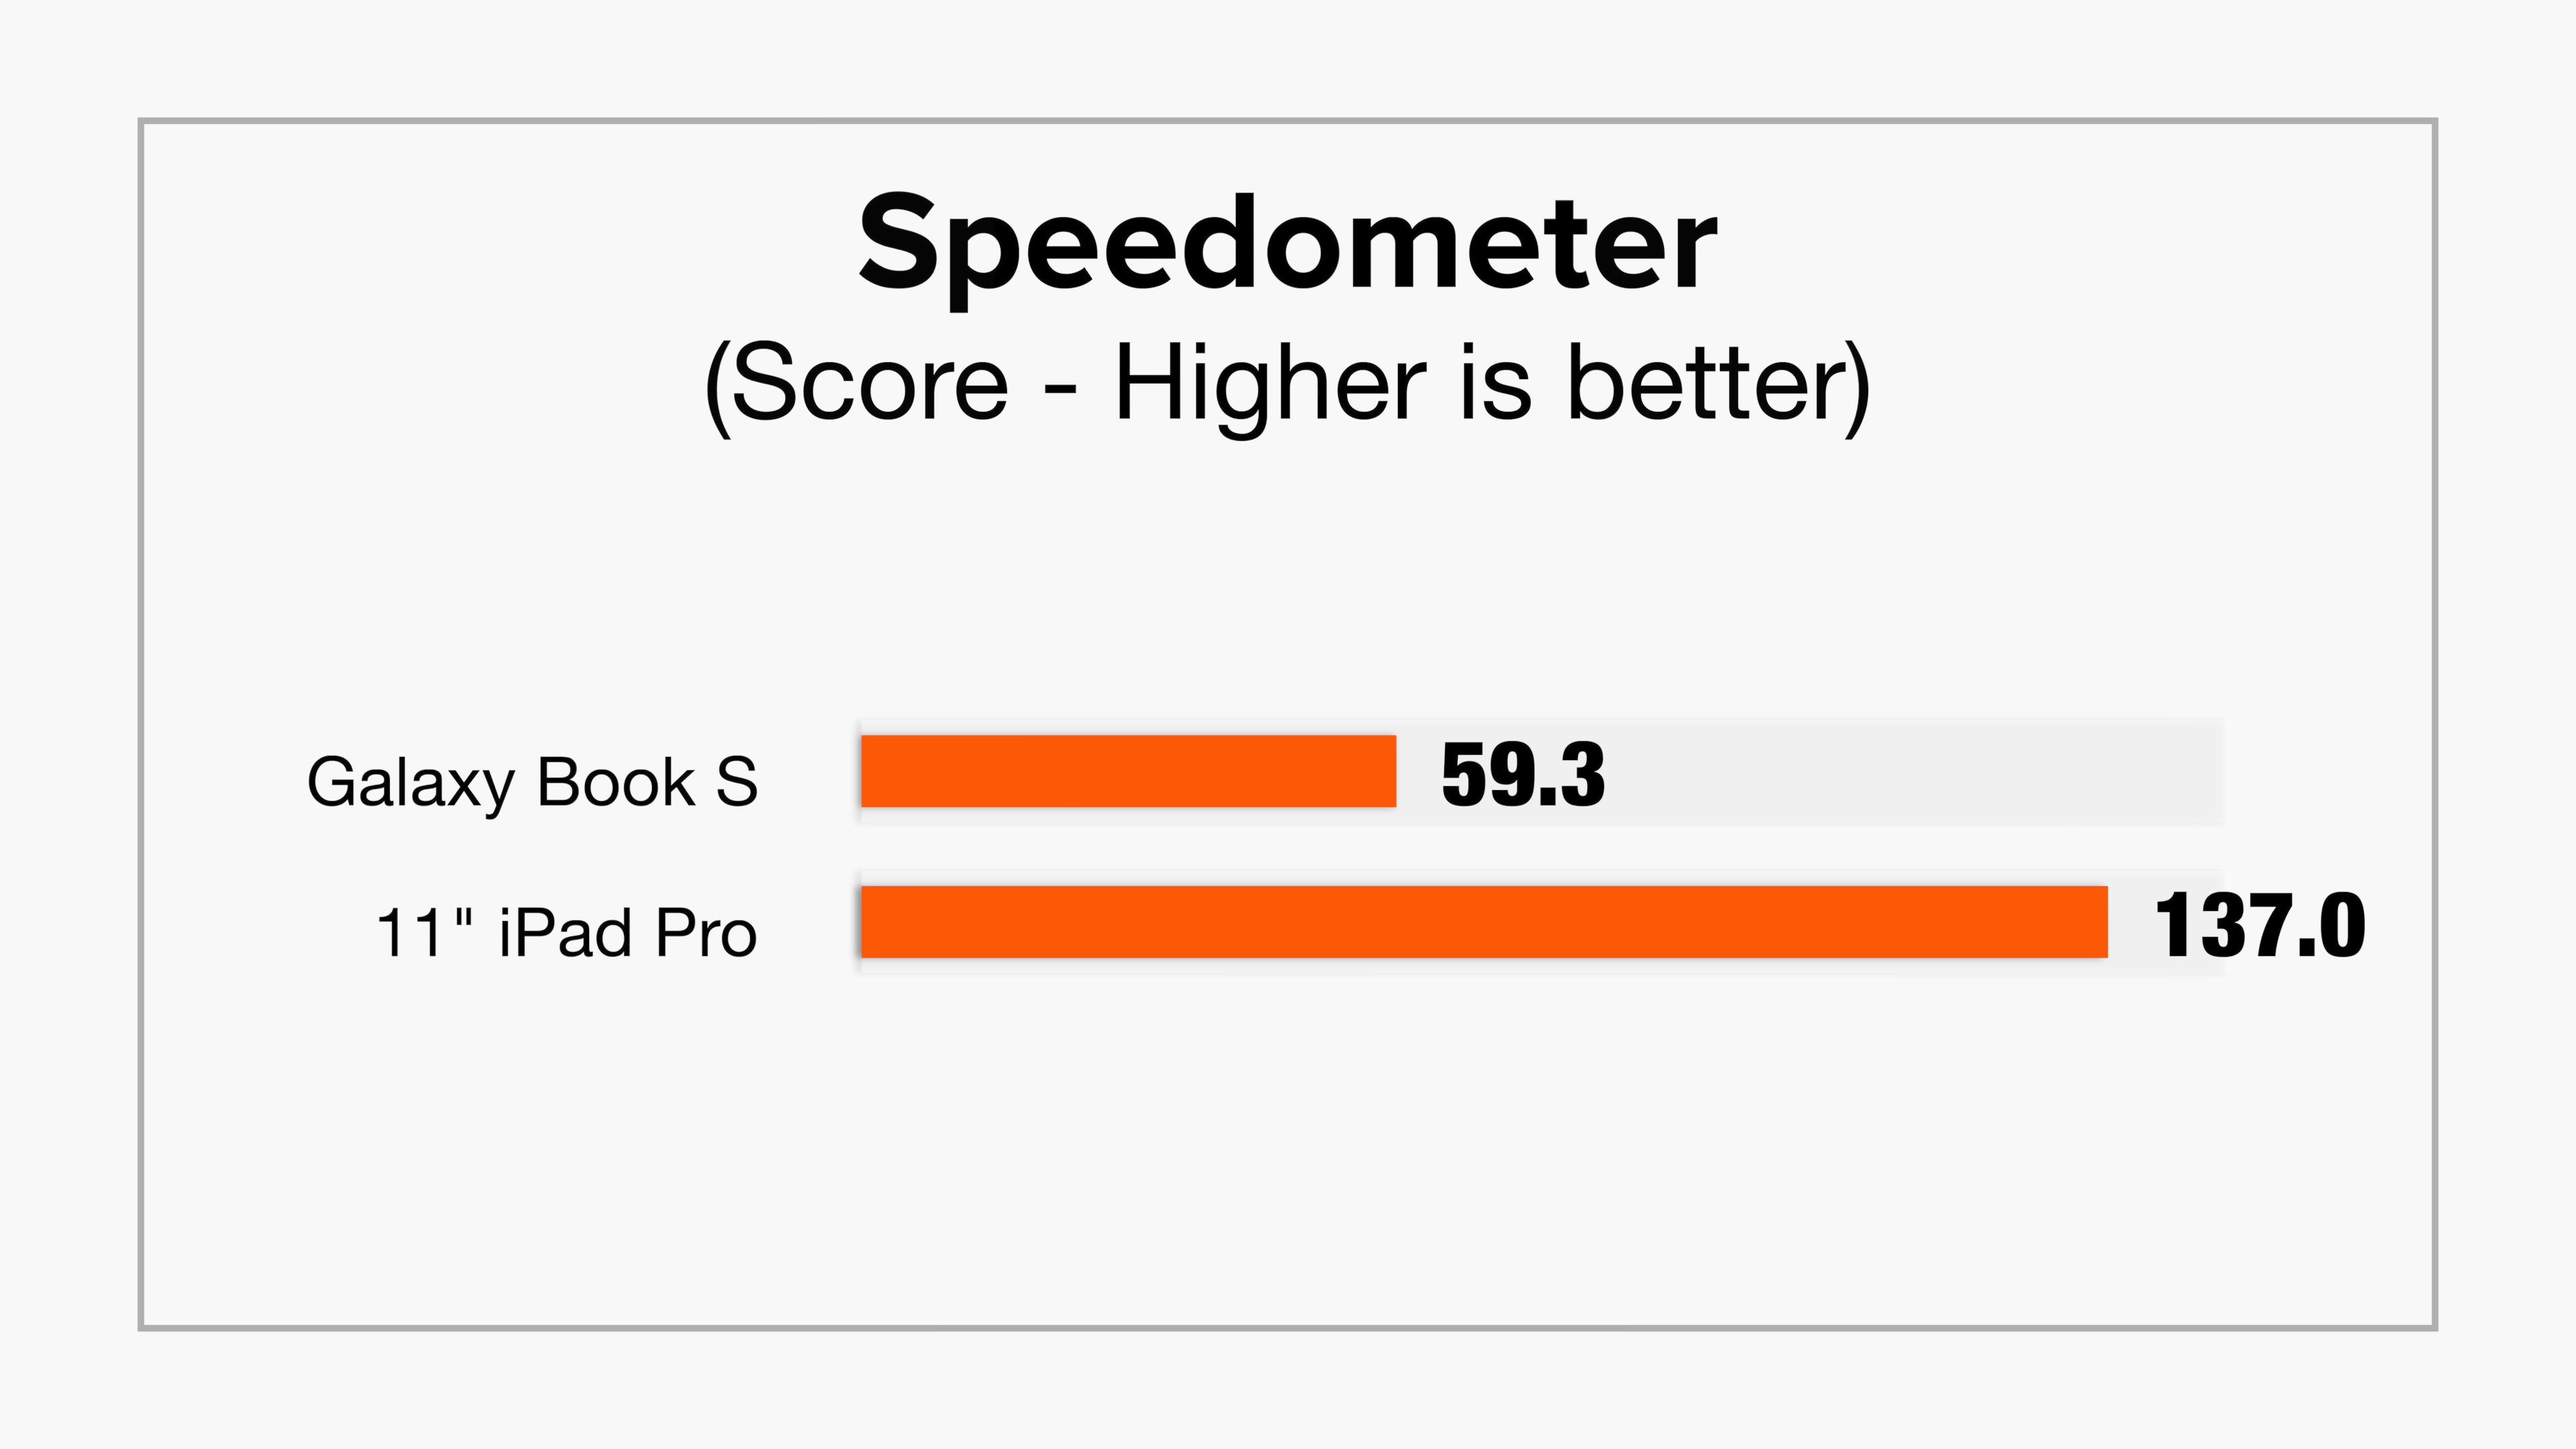 Speedometer
(Score - Higher is better)
Galaxy Book S 59.3
11" iPad Pro 137.0